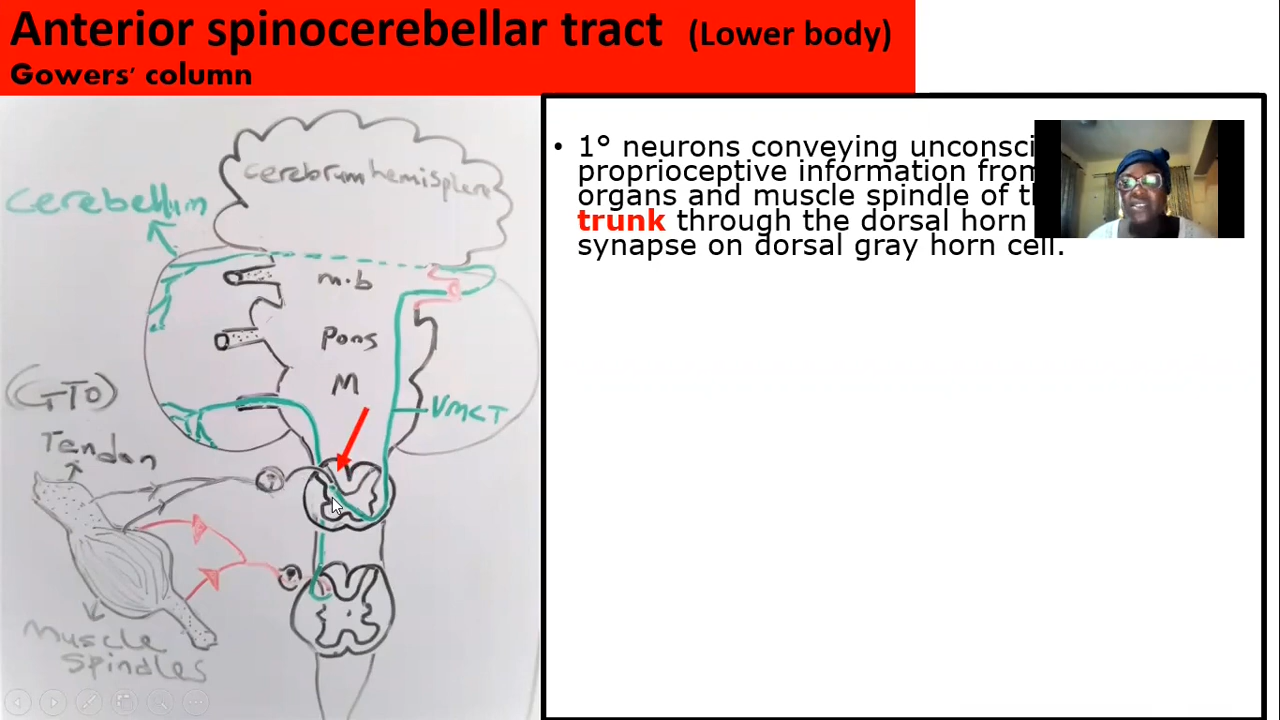 Anterior spinocerebellar tract (Lower body)
Gowers' column
1° neurons conveying unconsci
proprioceptive information from
organs and muscle spindle of th
trunk through the dorsal horn
synapse on dorsal gray horn cell.
cerebrum hemisphere
Cerebellum
m.b
Pons
M
(GTO)
Tendon
VMCT
Muscle
Spindles